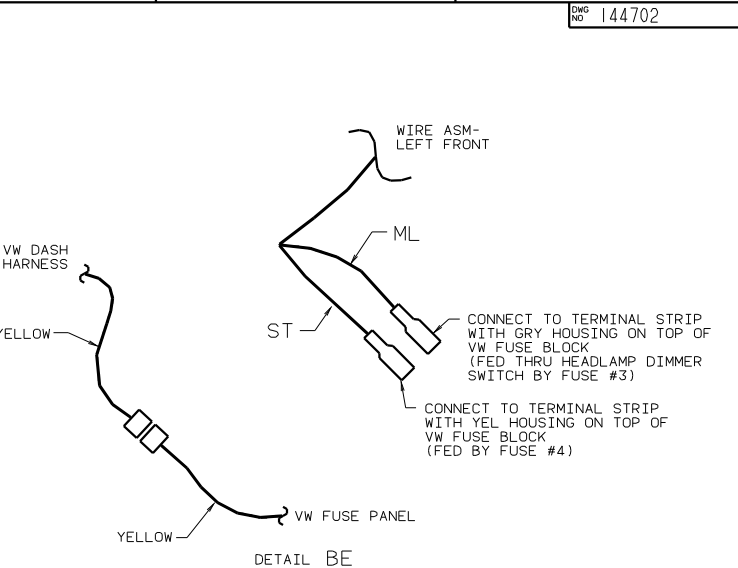 DWG
NO 144702
WIRE ASM-
LEFT FRONT
ML
VW DASH
HARNESS
ST
CONNECT TO TERMINAL STRIP
WITH GRY HOUSING ON TOP OF
VW FUSE BLOCK
(FED THRU HEADLAMP DIMMER
SWITCH BY FUSE #3)
YELLOW
CONNECT TO TERMINAL STRIP
WITH YEL HOUSING ON TOP OF
VW FUSE BLOCK
(FED BY FUSE #4)
VW FUSE PANEL
YELLOW
DETAIL BE